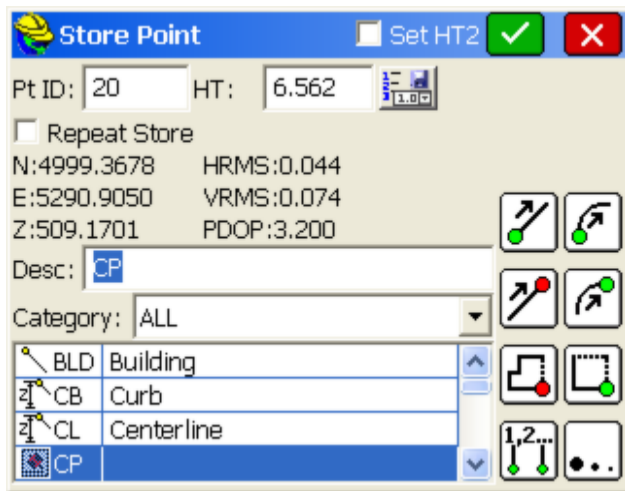 Store Point Set HT2
Pt ID: 20 HT: 6.562
Repeat Store
N:4999.3678 HRMS:0.044
E:5290.9050 VRMS:0.074
Z:509.1701 PDOP:3.200
Desc: CP
Category: ALL
BLD Building
CB Curb
CL Centerline
CP
1,2...